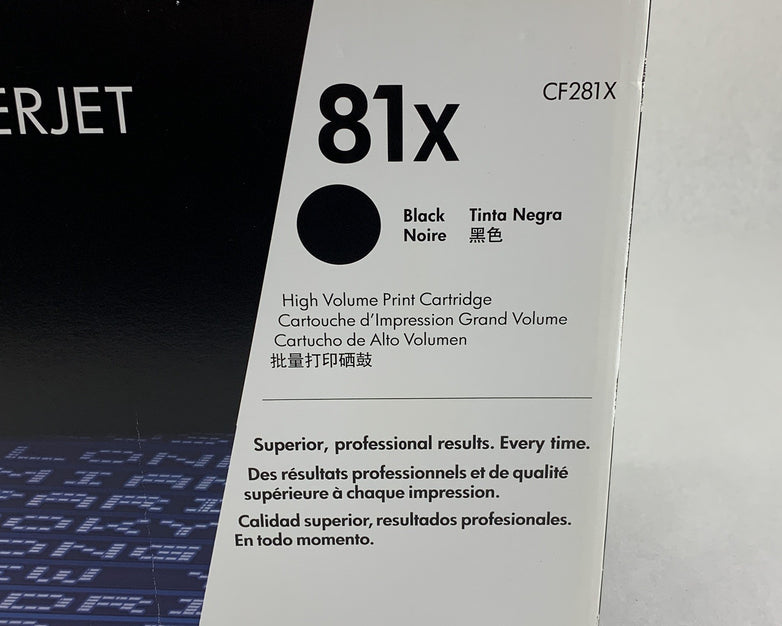 ERJET
81x
CF281X
Black Tinta Negra
Noire 黑色
High Volume Print Cartridge
Cartouche d'Impression Grand Volume
Cartucho de Alto Volumen
批量打印硒鼓
Superior, professional results. Every time.
Des résultats professionnels et de qualité
supérieure à chaque impression.
Calidad superior, resultados profesionales.
En todo momento.